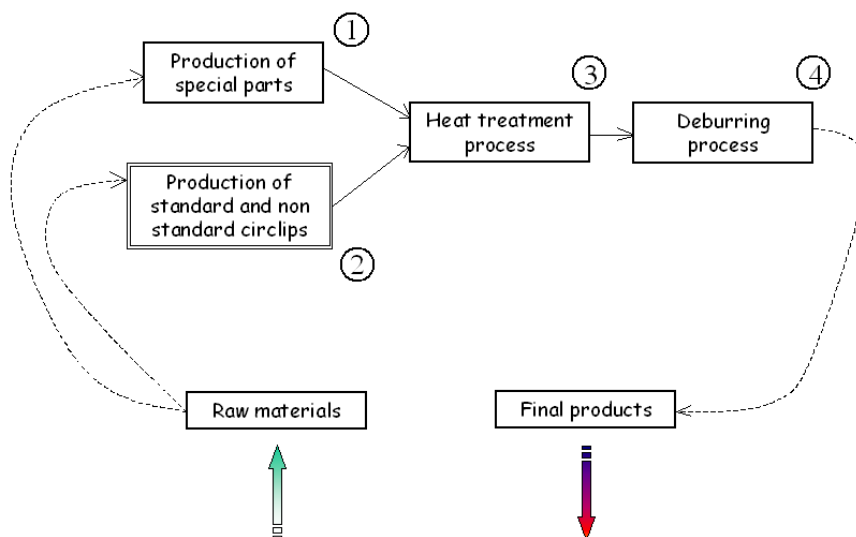 ①
Production of
special parts
③
④
Heat treatment
process
Deburring
process
Production of
standard and non
standard circlips
②
Raw materials
Final products